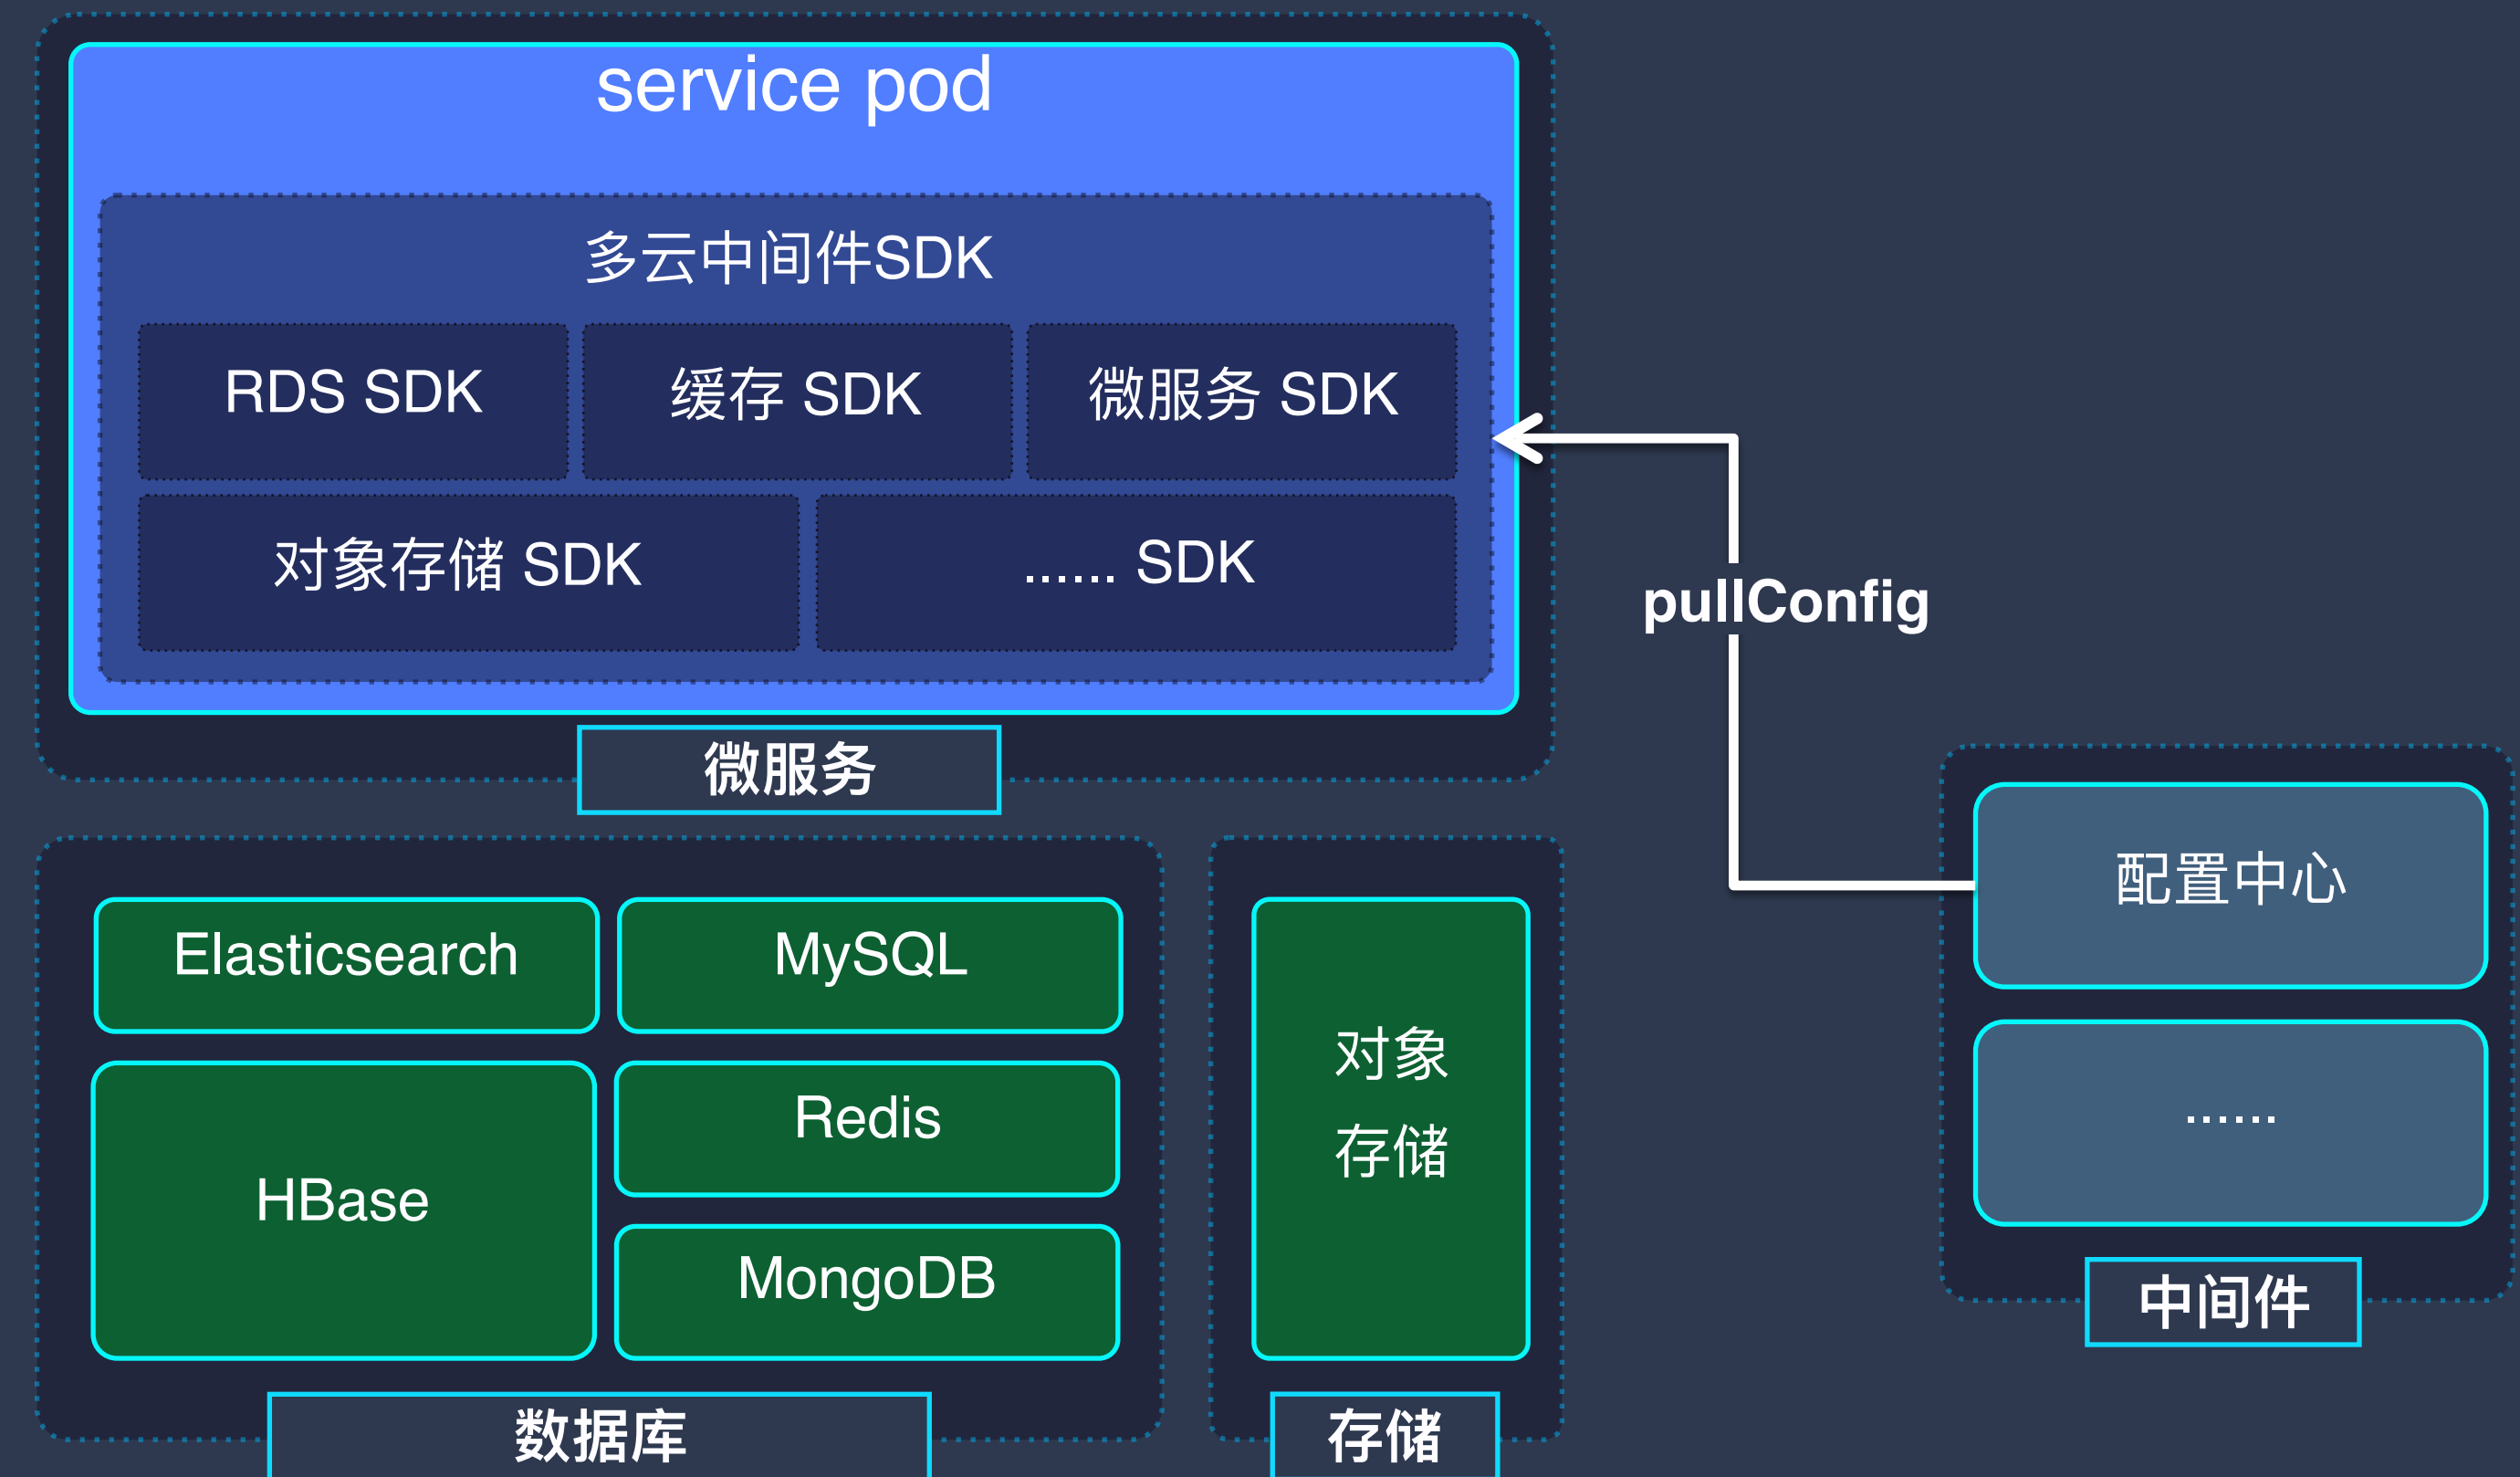 service pod
多云中间件SDK
RDS SDK
缓存 SDK
微服务 SDK
对象存储 SDK
...... SDK
微服务
pullConfig
Elasticsearch
MySQL
HBase
Redis
MongoDB
数据库
对象
存储
存储
配置中心
......
中间件